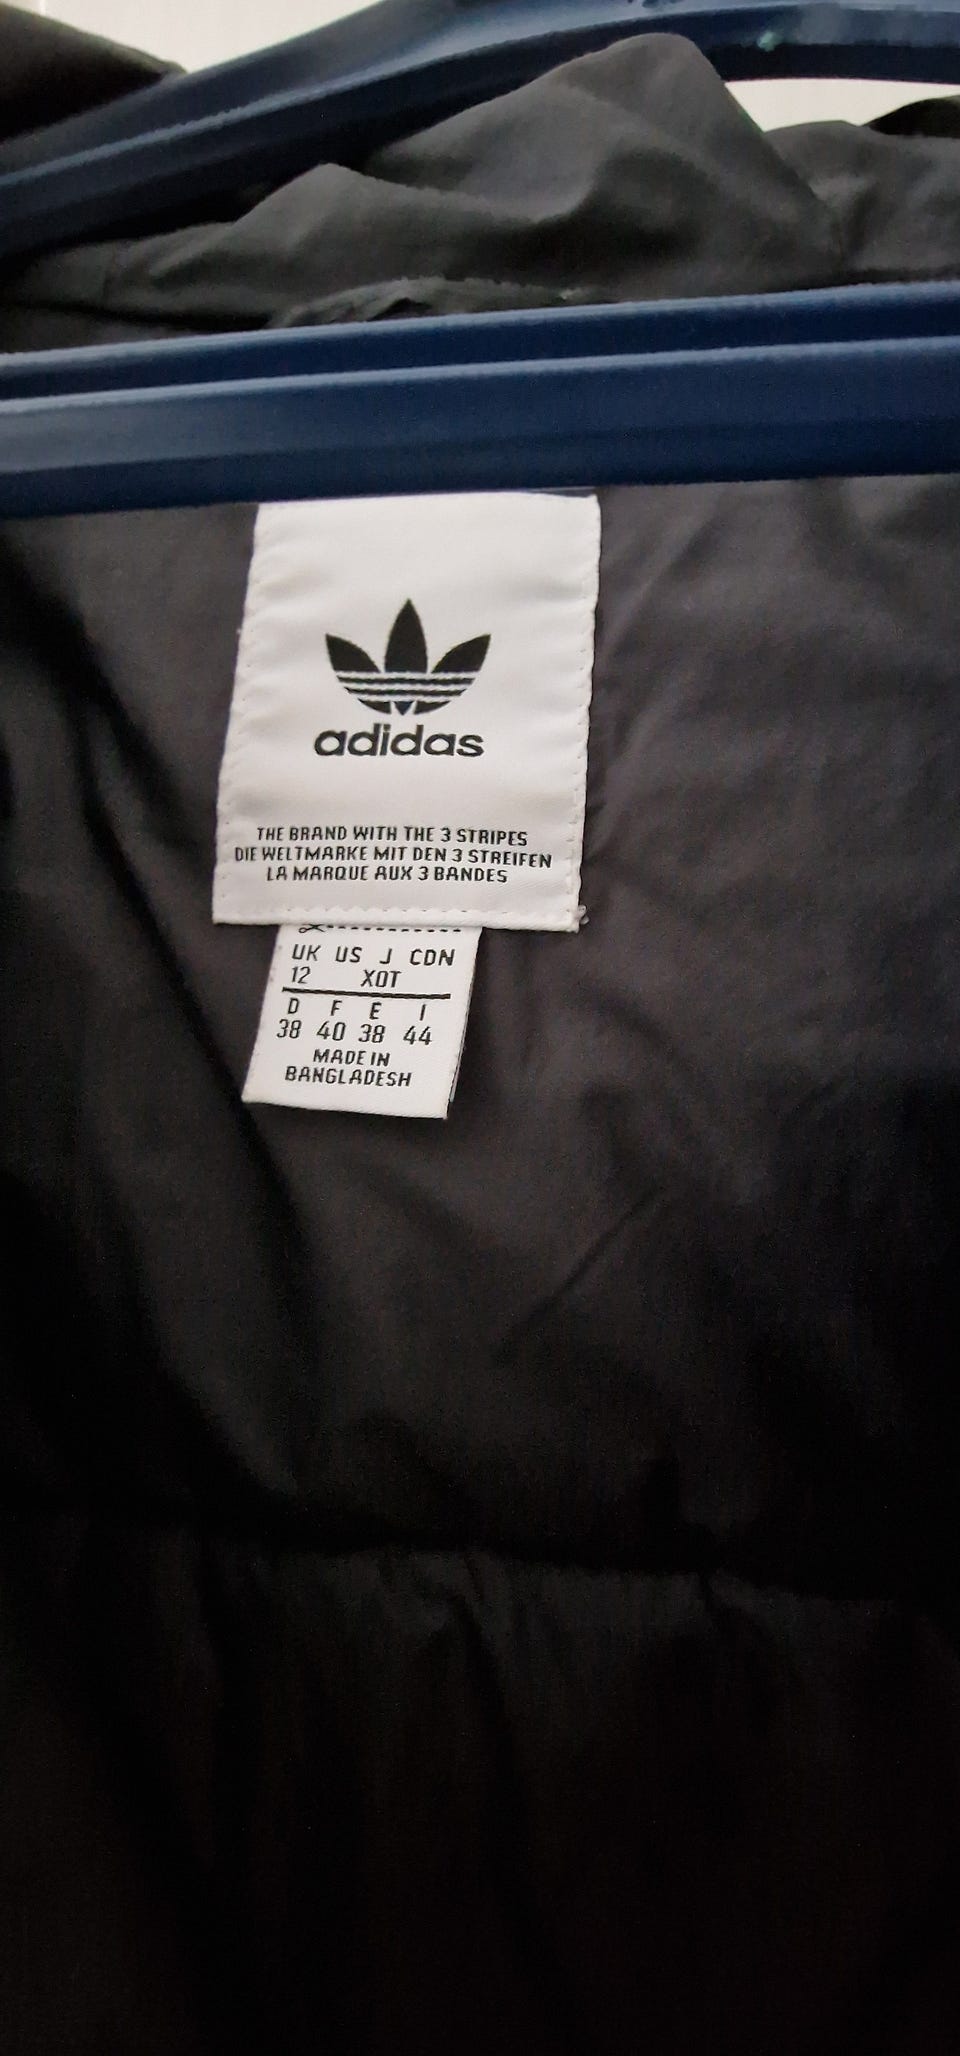 adidas
THE BRAND WITH THE 3 STRIPES
DIE WELTMARKE MIT DEN 3 STREIFEN
LA MARQUE AUX 3 BANDES
UK US J CDN
12 XOT
D F E I
38 40 38 44
MADE IN
BANGLADESH